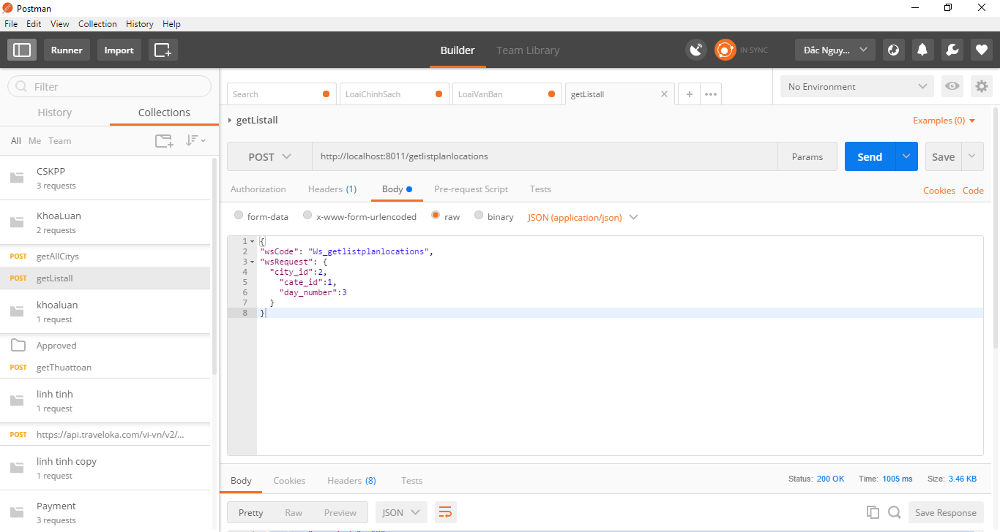 Postman
File Edit View Collection History Help
Runner Import Builder Team Library IN SYNC Đắc Nguy...
Filter
History Collections
All Me Team
CSKPP
3 requests
KhoaLuan
2 requests
POST getAllCitys
POST getListall
khoaluan
1 request
Approved
POST getThuattoan
linh tinh
1 request
POST https://api.traveloka.com/vi-vn/v2/...
linh tinh copy
1 request
Payment
3 requests
Search LoaiChinhSach LoaiVanBan getListall
No Environment
getListall
Examples (0)
POST http://localhost:8011/getlistplanlocations Params Send Save
Authorization Headers (1) Body Pre-request Script Tests
Cookies Code
form-data x-www-form-urlencoded raw binary JSON (application/json)
1 {
2 "wsCode": "Ws_getlistplanlocations",
3 "wsRequest": {
4 "city_id":2,
5 "cate_id":1,
6 "day_number":3
7 }
8 }
Body Cookies Headers (8) Tests
Status: 200 OK Time: 1005 ms Size: 3.46 KB
Pretty Raw Preview JSON Save Response